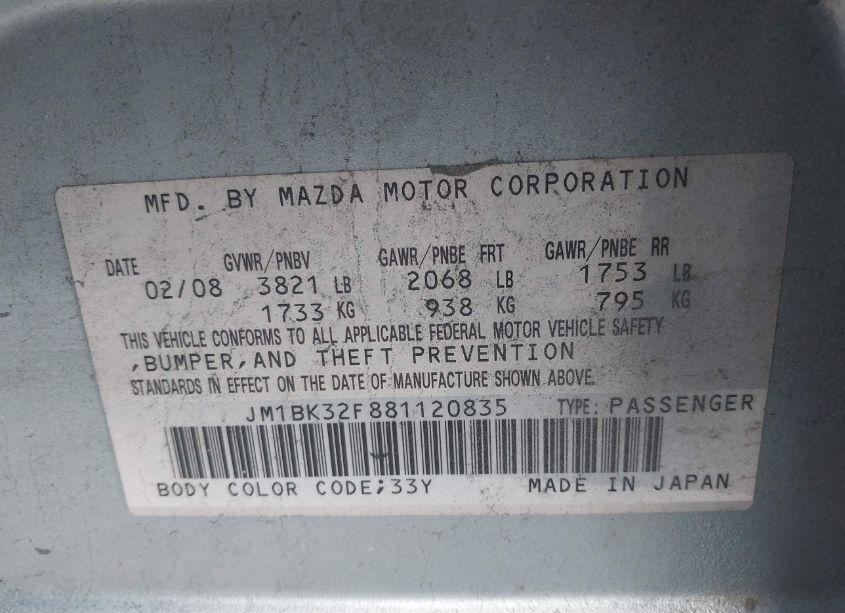 MFD. BY MAZDA MOTOR CORPORATION
DATE GVWR/PNBV GAWR/PNBE FRT GAWR/PNBE RR
02/08 3821 LB 2068 LB 1753 LB
1733 KG 938 KG 795 KG
THIS VEHICLE CONFORMS TO ALL APPLICABLE FEDERAL MOTOR VEHICLE SAFETY
,BUMPER,AND THEFT PREVENTION
STANDARDS IN EFFECT ON THE DATE OF MANUFACTURE SHOWN ABOVE.
JM1BK32F881120835 TYPE: PASSENGER
BODY COLOR CODE;33Y MADE IN JAPAN